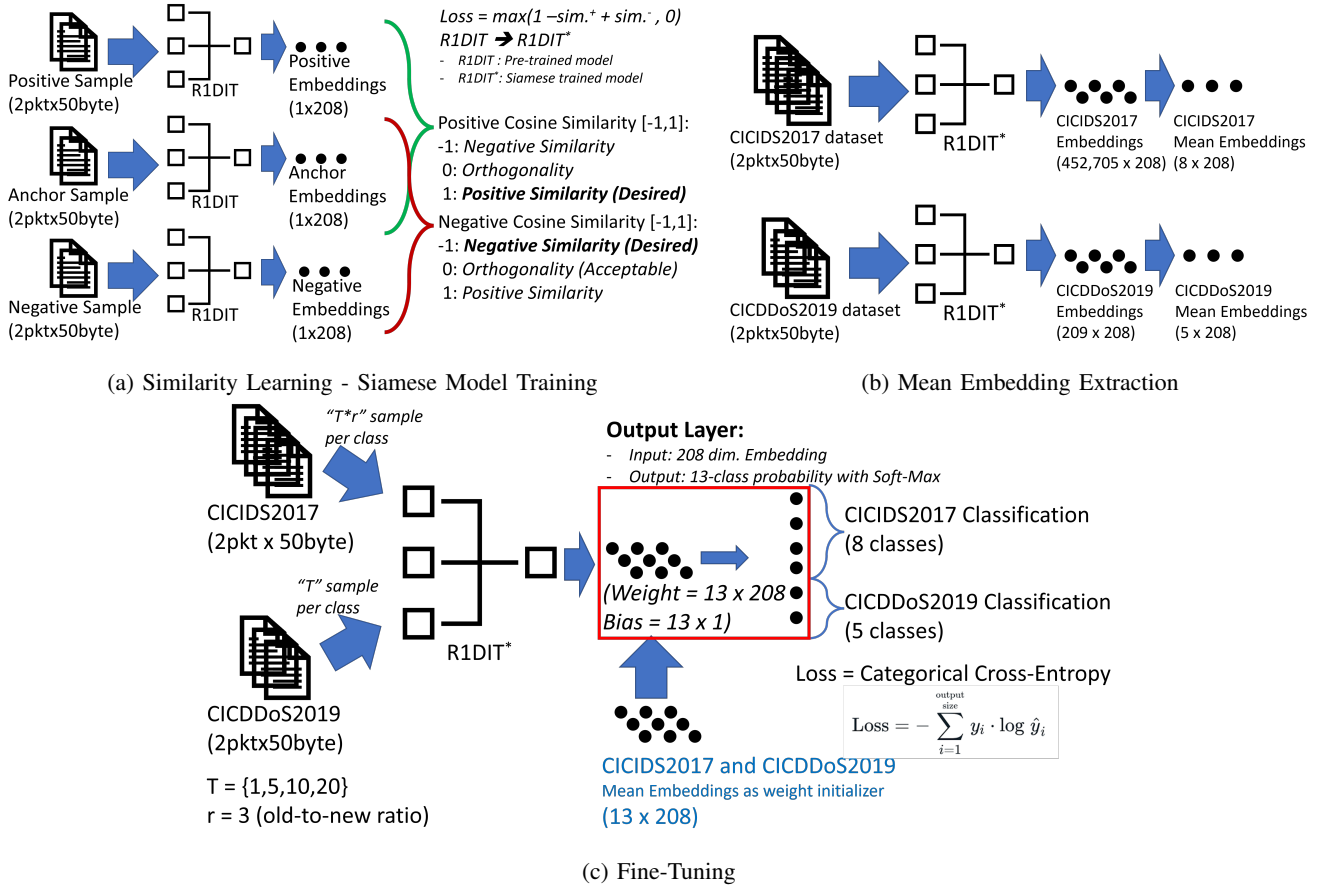 Positive Sample
(2pktx50byte)
R1DIT
Positive
Embeddings
(1x208)
Anchor Sample
(2pktx50byte)
R1DIT
Anchor
Embeddings
(1x208)
Negative Sample
(2pktx50byte)
R1DIT
Negative
Embeddings
(1x208)
Loss = max(1 –sim.⁺ + sim.⁻ , 0)
R1DIT ➔ R1DIT*
- R1DIT : Pre-trained model
- R1DIT*: Siamese trained model
Positive Cosine Similarity [-1,1]:
-1: Negative Similarity
0: Orthogonality
1: Positive Similarity (Desired)
Negative Cosine Similarity [-1,1]:
-1: Negative Similarity (Desired)
0: Orthogonality (Acceptable)
1: Positive Similarity
(a) Similarity Learning - Siamese Model Training
CICIDS2017 dataset
(2pktx50byte)
R1DIT*
CICIDS2017
Embeddings
(452,705 x 208)
CICIDS2017
Mean Embeddings
(8 x 208)
CICDDoS2019 dataset
(2pktx50byte)
R1DIT*
CICDDoS2019
Embeddings
(209 x 208)
CICDDoS2019
Mean Embeddings
(5 x 208)
(b) Mean Embedding Extraction
“T*r” sample
per class
CICIDS2017
(2pkt x 50byte)
“T” sample
per class
CICDDoS2019
(2pktx50byte)
T = {1,5,10,20}
r = 3 (old-to-new ratio)
R1DIT*
Output Layer:
- Input: 208 dim. Embedding
- Output: 13-class probability with Soft-Max
(Weight = 13 x 208
Bias = 13 x 1)
CICIDS2017 Classification
(8 classes)
CICDDoS2019 Classification
(5 classes)
Loss = Categorical Cross-Entropy
Loss = − ∑_{i=1}^{output size} y_i · log ŷ_i
CICIDS2017 and CICDDoS2019
Mean Embeddings as weight initializer
(13 x 208)
(c) Fine-Tuning